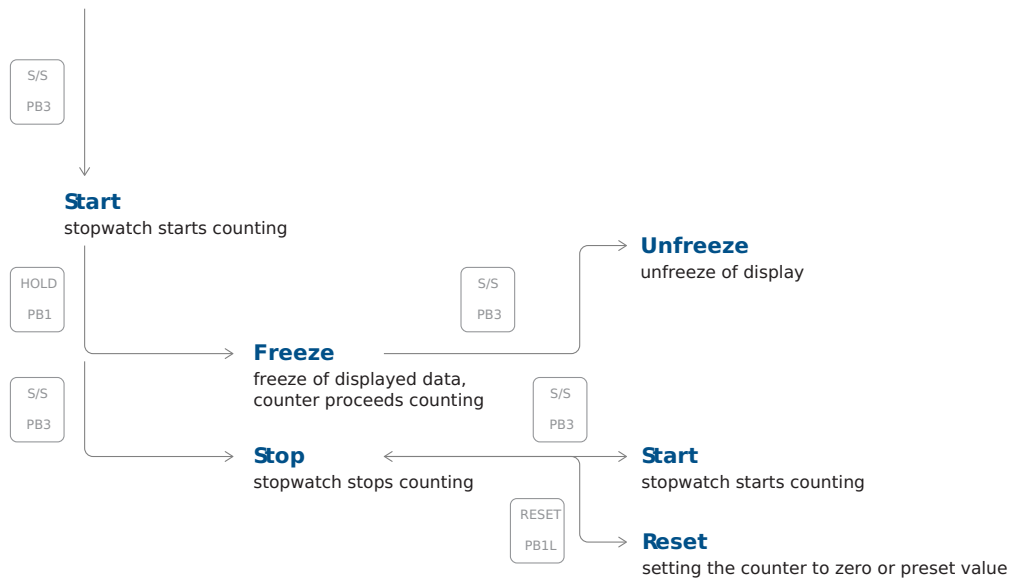 S/S
PB3
Start
stopwatch starts counting
HOLD
PB1
S/S
PB3
Unfreeze
unfreeze of display
Freeze
freeze of displayed data,
counter proceeds counting
S/S
PB3
S/S
PB3
Stop
stopwatch stops counting
Start
stopwatch starts counting
RESET
PB1L
Reset
setting the counter to zero or preset value